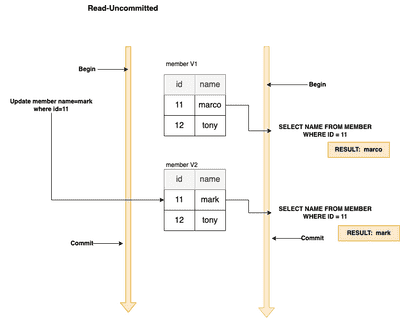 Read-Uncommitted
Begin
member V1
id name
11 marco
12 tony
Begin
Update member name=mark
where id=11
SELECT NAME FROM MEMBER
WHERE ID = 11
RESULT: marco
member V2
id name
11 mark
12 tony
SELECT NAME FROM MEMBER
WHERE ID = 11
RESULT: mark
Commit
Commit